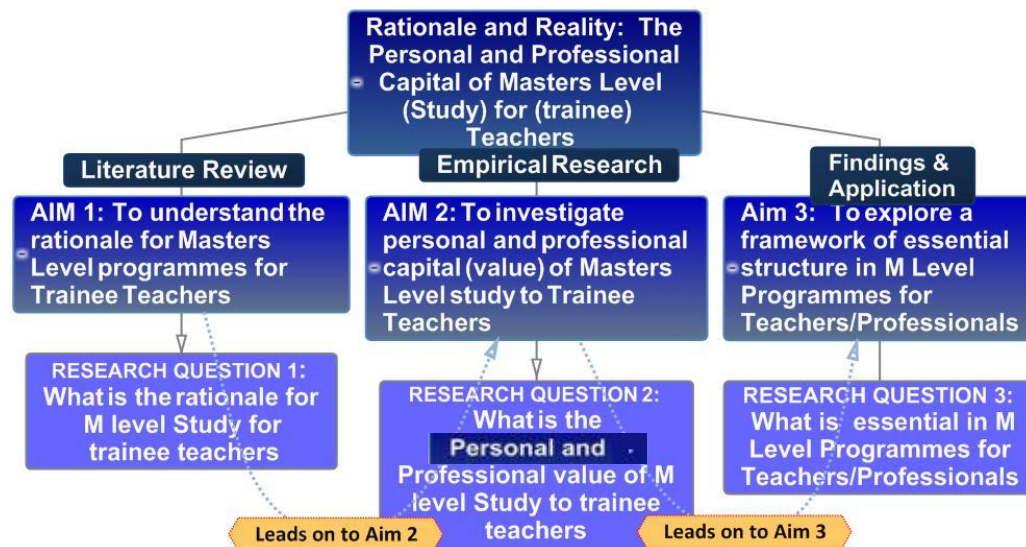 Rationale and Reality: The
Personal and Professional
Capital of Masters Level
(Study) for (trainee)
Teachers
Literature Review
Empirical Research
Findings &
Application
AIM 1: To understand the
rationale for Masters
Level programmes for
Trainee Teachers
AIM 2: To investigate
personal and professional
capital (value) of Masters
Level study to Trainee
Teachers
Aim 3: To explore a
framework of essential
structure in M Level
Programmes for
Teachers/Professionals
RESEARCH QUESTION 1:
What is the rationale for
M level Study for
trainee teachers
RESEARCH QUESTION 2:
What is the
Personal and
Professional value of M
level Study to trainee
teachers
RESEARCH QUESTION 3:
What is essential in M
Level Programmes for
Teachers/Professionals
Leads on to Aim 2
Leads on to Aim 3